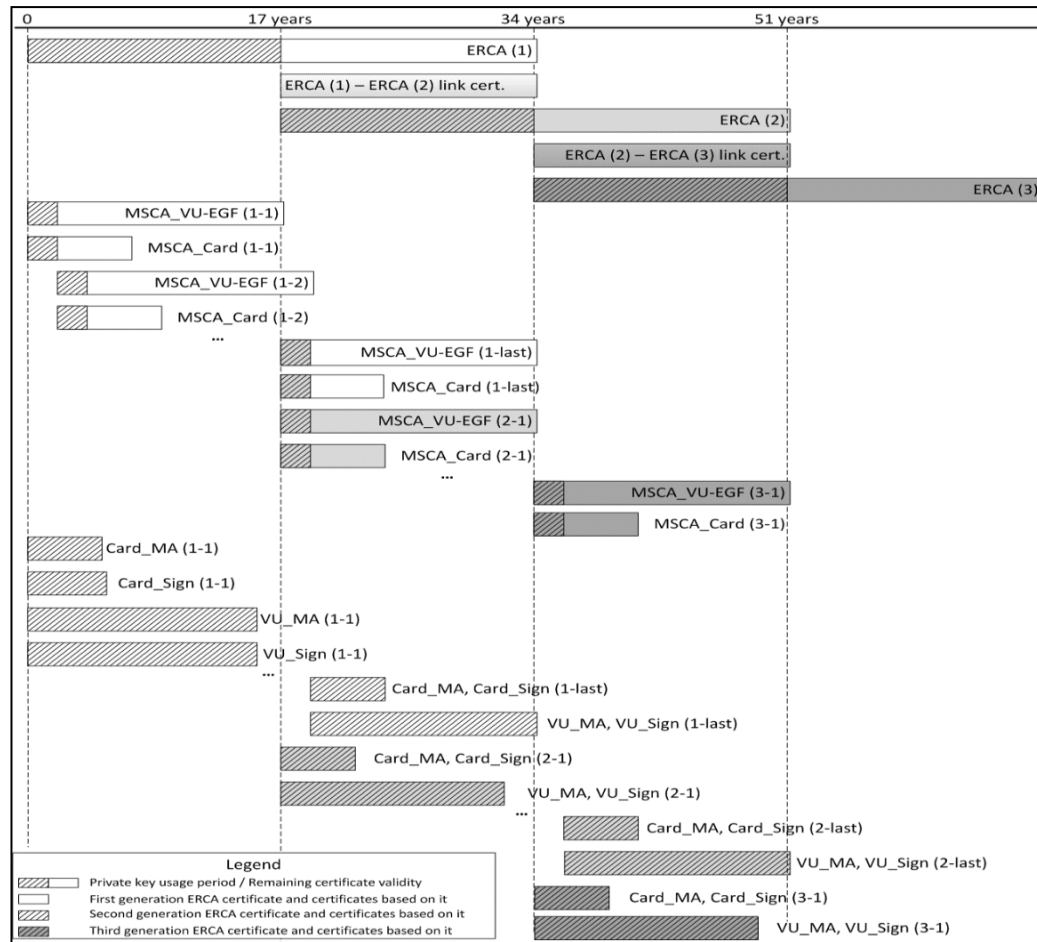 0 17 years 34 years 51 years
ERCA (1)
ERCA (1) – ERCA (2) link cert.
ERCA (2)
ERCA (2) – ERCA (3) link cert.
ERCA (3)
MSCA_VU-EGF (1-1)
MSCA_Card (1-1)
MSCA_VU-EGF (1-2)
MSCA_Card (1-2)
...
MSCA_VU-EGF (1-last)
MSCA_Card (1-last)
MSCA_VU-EGF (2-1)
MSCA_Card (2-1)
...
MSCA_VU-EGF (3-1)
MSCA_Card (3-1)
Card_MA (1-1)
Card_Sign (1-1)
VU_MA (1-1)
VU_Sign (1-1)
...
Card_MA, Card_Sign (1-last)
VU_MA, VU_Sign (1-last)
Card_MA, Card_Sign (2-1)
VU_MA, VU_Sign (2-1)
...
Card_MA, Card_Sign (2-last)
VU_MA, VU_Sign (2-last)
Card_MA, Card_Sign (3-1)
VU_MA, VU_Sign (3-1)
Legend
Private key usage period / Remaining certificate validity
First generation ERCA certificate and certificates based on it
Second generation ERCA certificate and certificates based on it
Third generation ERCA certificate and certificates based on it